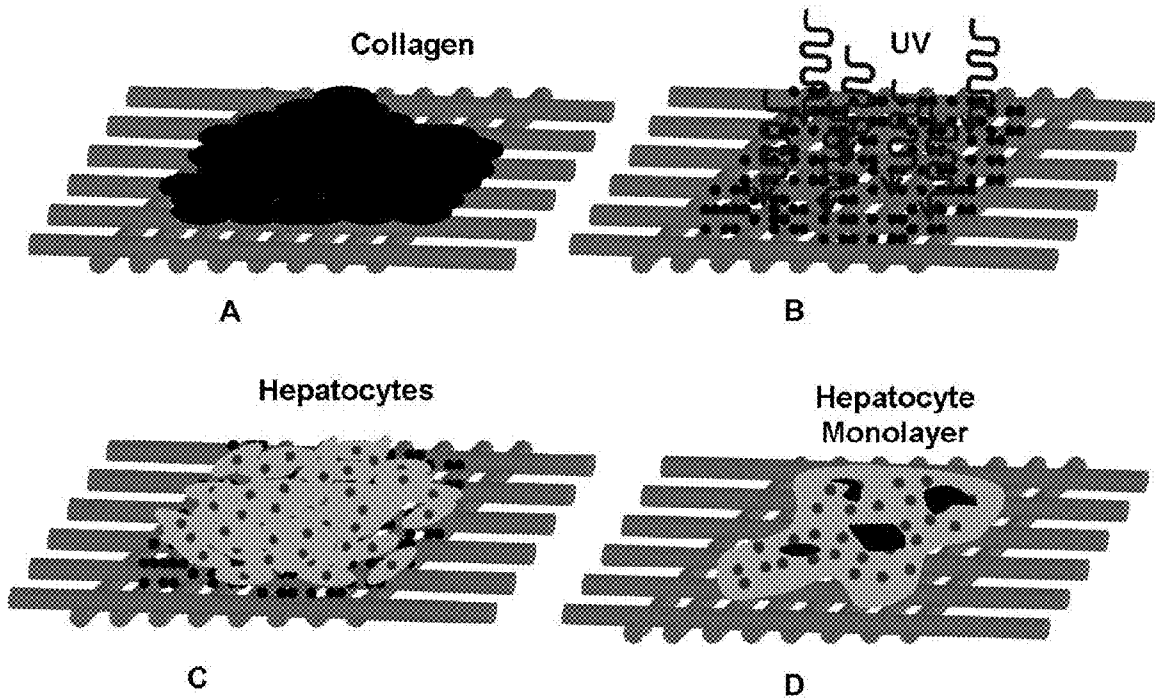 Collagen
UV
A
B
Hepatocytes
Hepatocyte
Monolayer
C
D